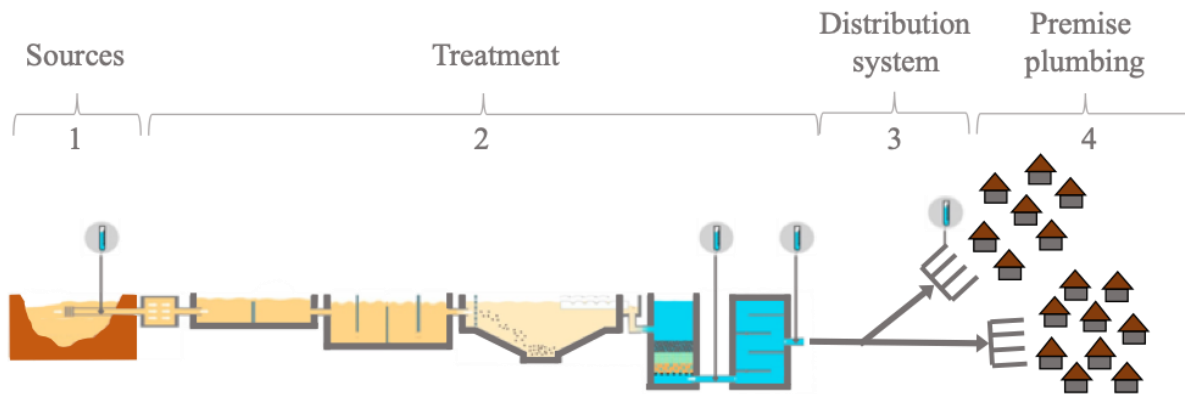 Sources
Treatment
Distribution
system
Premise
plumbing
1
2
3
4